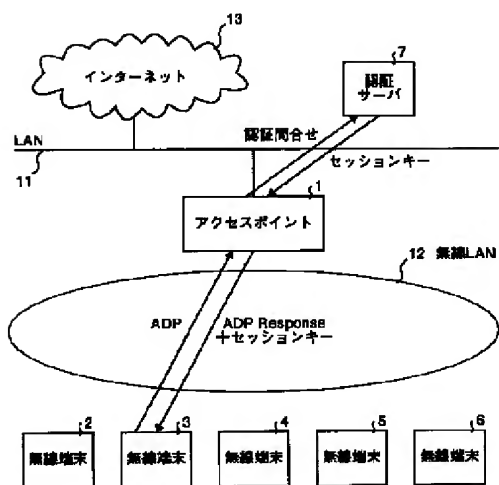 13
インターネット
7
認証
サーバ
LAN
認証問合せ
11
セッションキー
1
アクセスポイント
12 無線LAN
ADP
ADP Response
+セッションキー
2
無線端末
3
無線端末
4
無線端末
5
無線端末
6
無線端末